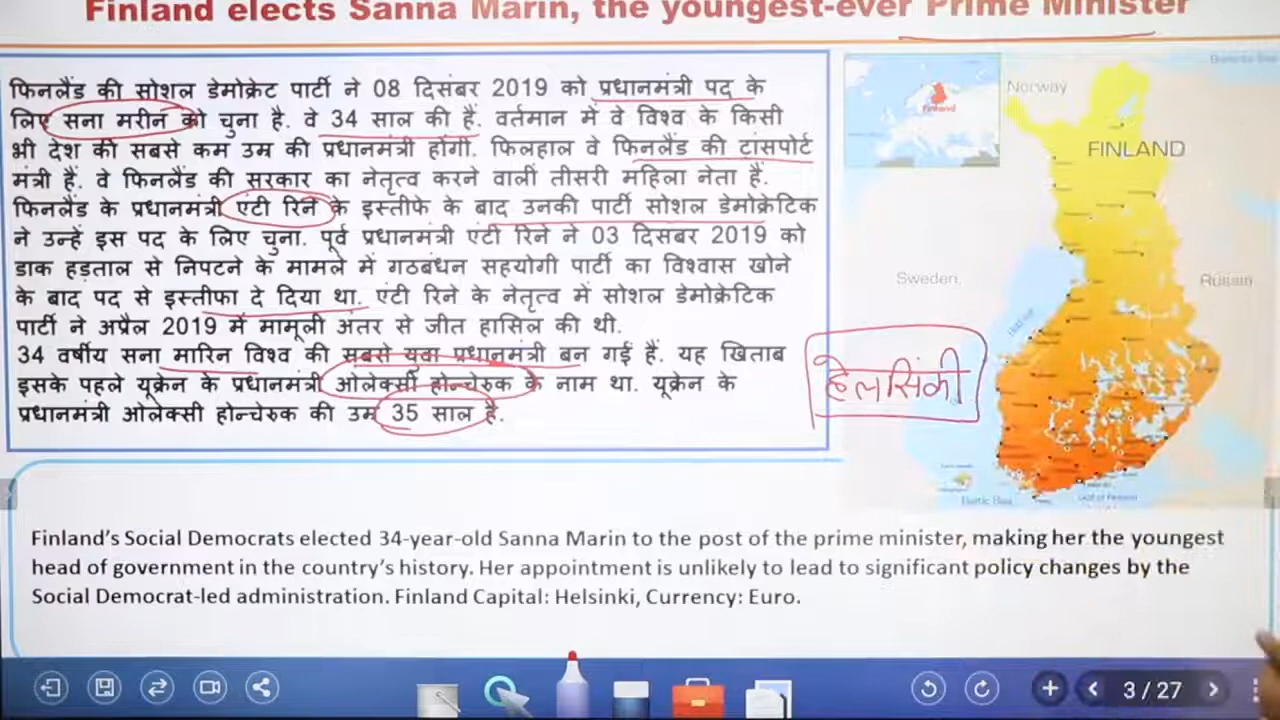 Finland elects Sanna Marin, the youngest-ever Prime Minister
फिनलैंड की सोशल डेमोक्रेट पार्टी ने 08 दिसंबर 2019 को प्रधानमंत्री पद के
लिए सना मरीन को चुना है. वे 34 साल की हैं. वर्तमान में वे विश्व के किसी
भी देश की सबसे कम उम्र की प्रधानमंत्री होंगी. फिलहाल वे फिनलैंड की ट्रांसपोर्ट
मंत्री हैं. वे फिनलैंड की सरकार का नेतृत्व करने वाली तीसरी महिला नेता हैं.
फिनलैंड के प्रधानमंत्री एंटी रिने के इस्तीफे के बाद उनकी पार्टी सोशल डेमोक्रेटिक
ने उन्हें इस पद के लिए चुना. पूर्व प्रधानमंत्री एंटी रिने ने 03 दिसंबर 2019 को
डाक हड़ताल से निपटने के मामले में गठबंधन सहयोगी पार्टी का विश्वास खोने
के बाद पद से इस्तीफा दे दिया था. एंटी रिने के नेतृत्व में सोशल डेमोक्रेटिक
पार्टी ने अप्रैल 2019 में मामूली अंतर से जीत हासिल की थी.
34 वर्षीय सना मारिन विश्व की सबसे युवा प्रधानमंत्री बन गई हैं. यह खिताब
इसके पहले यूक्रेन के प्रधानमंत्री ओलेक्सी होन्चेरुक के नाम था. यूक्रेन के
प्रधानमंत्री ओलेक्सी होन्चेरुक की उम्र 35 साल है.
Finland
Norway
FINLAND
Sweden
Russain
हेलसिंकी
Baltic Sea
Finland's Social Democrats elected 34-year-old Sanna Marin to the post of the prime minister, making her the youngest
head of government in the country's history. Her appointment is unlikely to lead to significant policy changes by the
Social Democrat-led administration. Finland Capital: Helsinki, Currency: Euro.
3 / 27